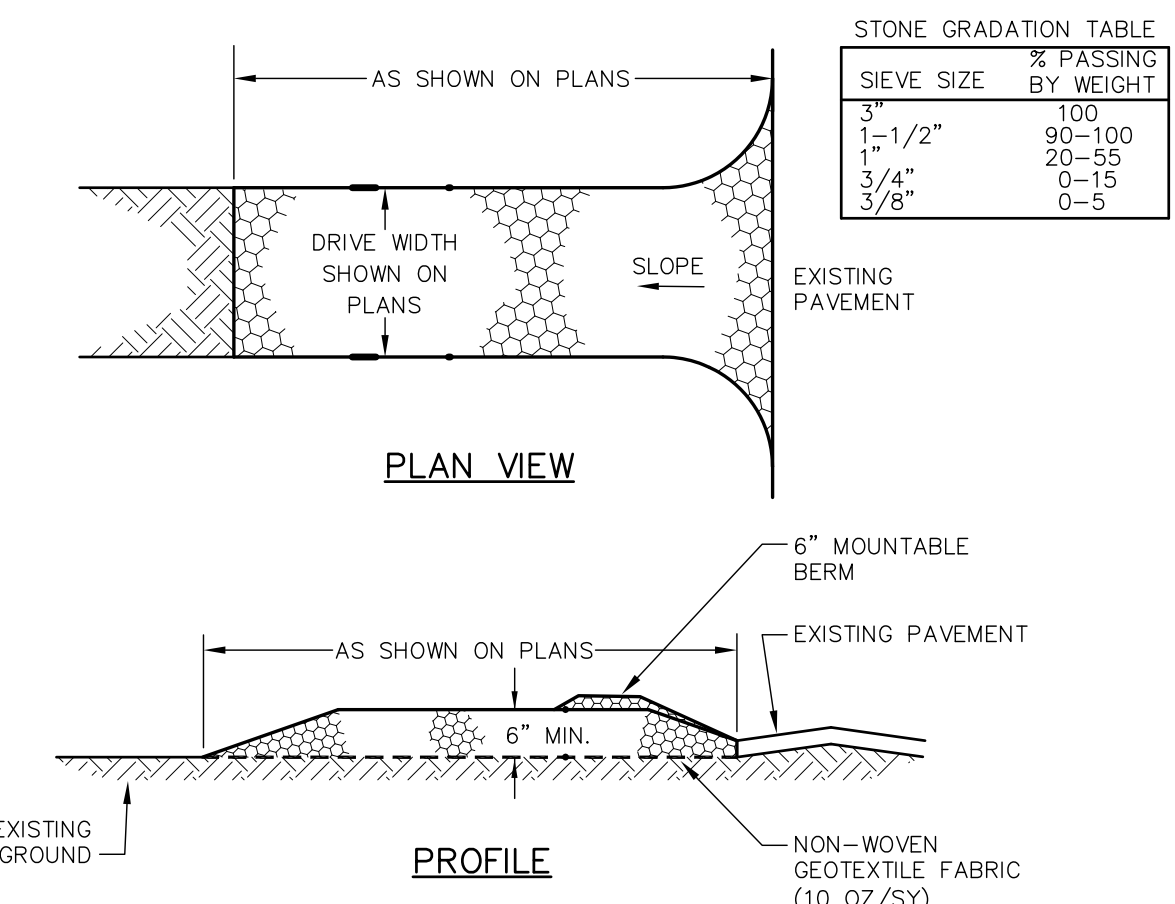 STONE GRADATION TABLE
SIEVE SIZE
% PASSING
BY WEIGHT
3" 100
1-1/2" 90-100
1" 20-55
3/4" 0-15
3/8" 0-5
AS SHOWN ON PLANS
DRIVE WIDTH
SHOWN ON
PLANS
SLOPE
EXISTING
PAVEMENT
PLAN VIEW
6" MOUNTABLE
BERM
EXISTING PAVEMENT
AS SHOWN ON PLANS
6" MIN.
EXISTING
GROUND
PROFILE
NON-WOVEN
GEOTEXTILE FABRIC
(10 OZ/SY)